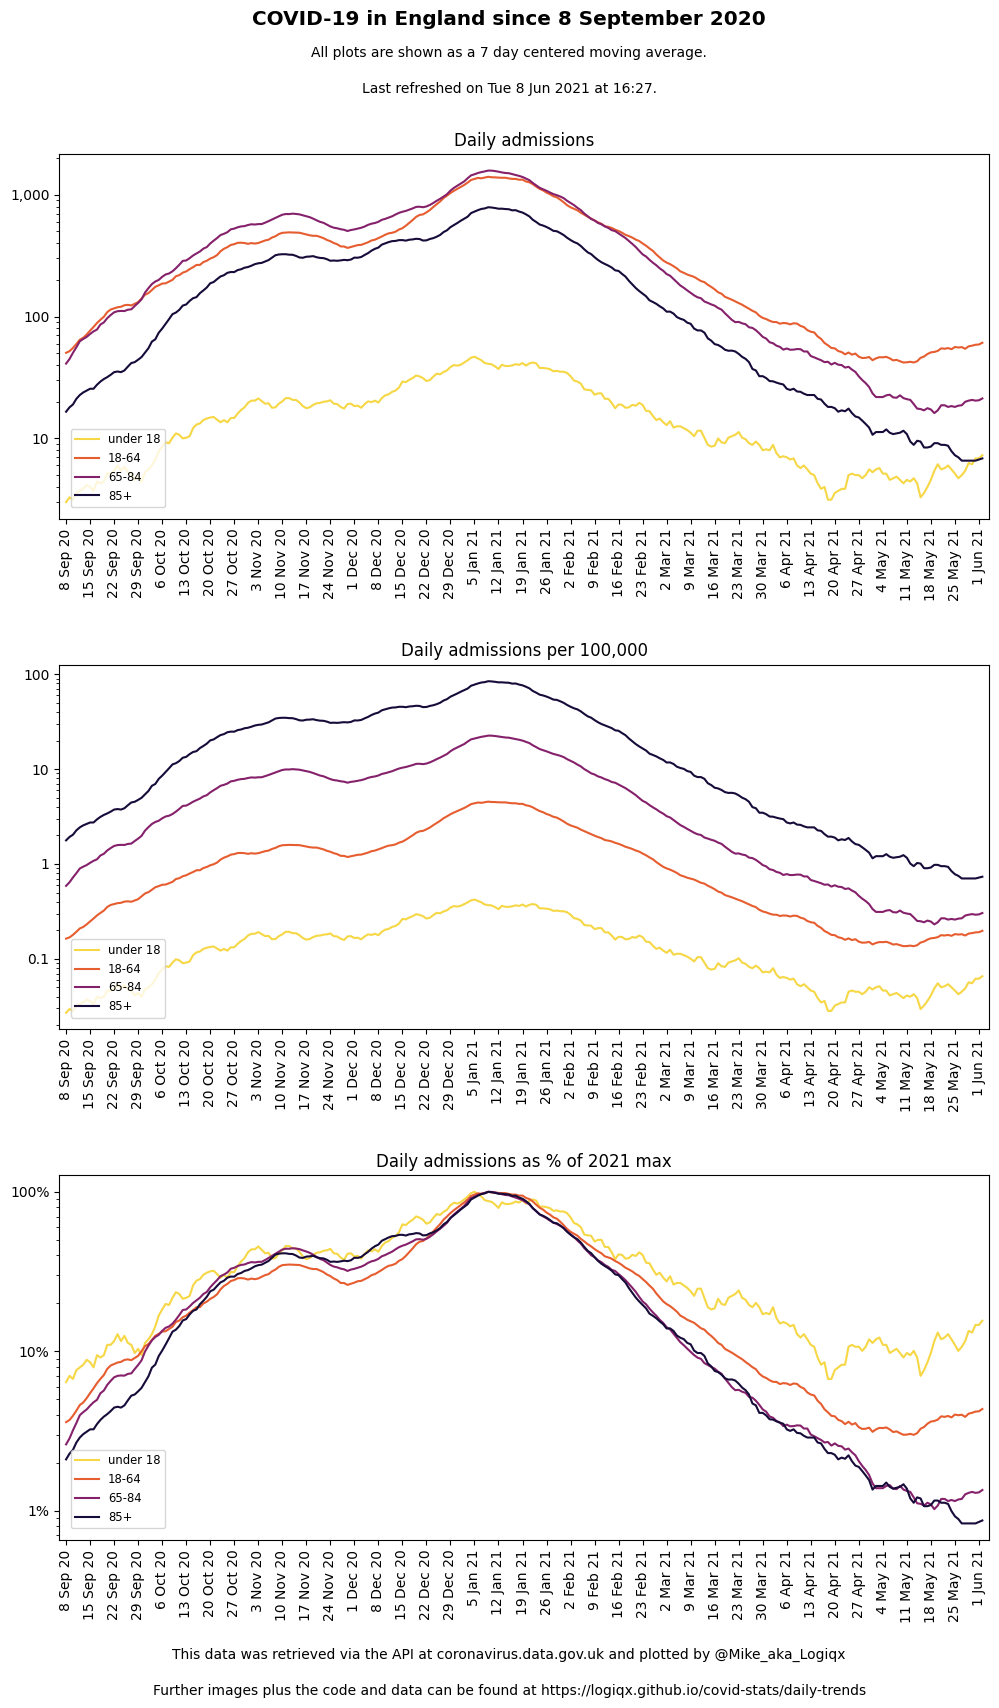 COVID-19 in England since 8 September 2020
All plots are shown as a 7 day centered moving average.
Last refreshed on Tue 8 Jun 2021 at 16:27.
Daily admissions
1,000
100
10
under 18
18-64
65-84
85+
8 Sep 20
15 Sep 20
22 Sep 20
29 Sep 20
6 Oct 20
13 Oct 20
20 Oct 20
27 Oct 20
3 Nov 20
10 Nov 20
17 Nov 20
24 Nov 20
1 Dec 20
8 Dec 20
15 Dec 20
22 Dec 20
29 Dec 20
5 Jan 21
12 Jan 21
19 Jan 21
26 Jan 21
2 Feb 21
9 Feb 21
16 Feb 21
23 Feb 21
2 Mar 21
9 Mar 21
16 Mar 21
23 Mar 21
30 Mar 21
6 Apr 21
13 Apr 21
20 Apr 21
27 Apr 21
4 May 21
11 May 21
18 May 21
25 May 21
1 Jun 21
Daily admissions per 100,000
100
10
1
0.1
under 18
18-64
65-84
85+
8 Sep 20
15 Sep 20
22 Sep 20
29 Sep 20
6 Oct 20
13 Oct 20
20 Oct 20
27 Oct 20
3 Nov 20
10 Nov 20
17 Nov 20
24 Nov 20
1 Dec 20
8 Dec 20
15 Dec 20
22 Dec 20
29 Dec 20
5 Jan 21
12 Jan 21
19 Jan 21
26 Jan 21
2 Feb 21
9 Feb 21
16 Feb 21
23 Feb 21
2 Mar 21
9 Mar 21
16 Mar 21
23 Mar 21
30 Mar 21
6 Apr 21
13 Apr 21
20 Apr 21
27 Apr 21
4 May 21
11 May 21
18 May 21
25 May 21
1 Jun 21
Daily admissions as % of 2021 max
100%
10%
1%
under 18
18-64
65-84
85+
8 Sep 20
15 Sep 20
22 Sep 20
29 Sep 20
6 Oct 20
13 Oct 20
20 Oct 20
27 Oct 20
3 Nov 20
10 Nov 20
17 Nov 20
24 Nov 20
1 Dec 20
8 Dec 20
15 Dec 20
22 Dec 20
29 Dec 20
5 Jan 21
12 Jan 21
19 Jan 21
26 Jan 21
2 Feb 21
9 Feb 21
16 Feb 21
23 Feb 21
2 Mar 21
9 Mar 21
16 Mar 21
23 Mar 21
30 Mar 21
6 Apr 21
13 Apr 21
20 Apr 21
27 Apr 21
4 May 21
11 May 21
18 May 21
25 May 21
1 Jun 21
This data was retrieved via the API at coronavirus.data.gov.uk and plotted by @Mike_aka_Logiqx
Further images plus the code and data can be found at https://logiqx.github.io/covid-stats/daily-trends